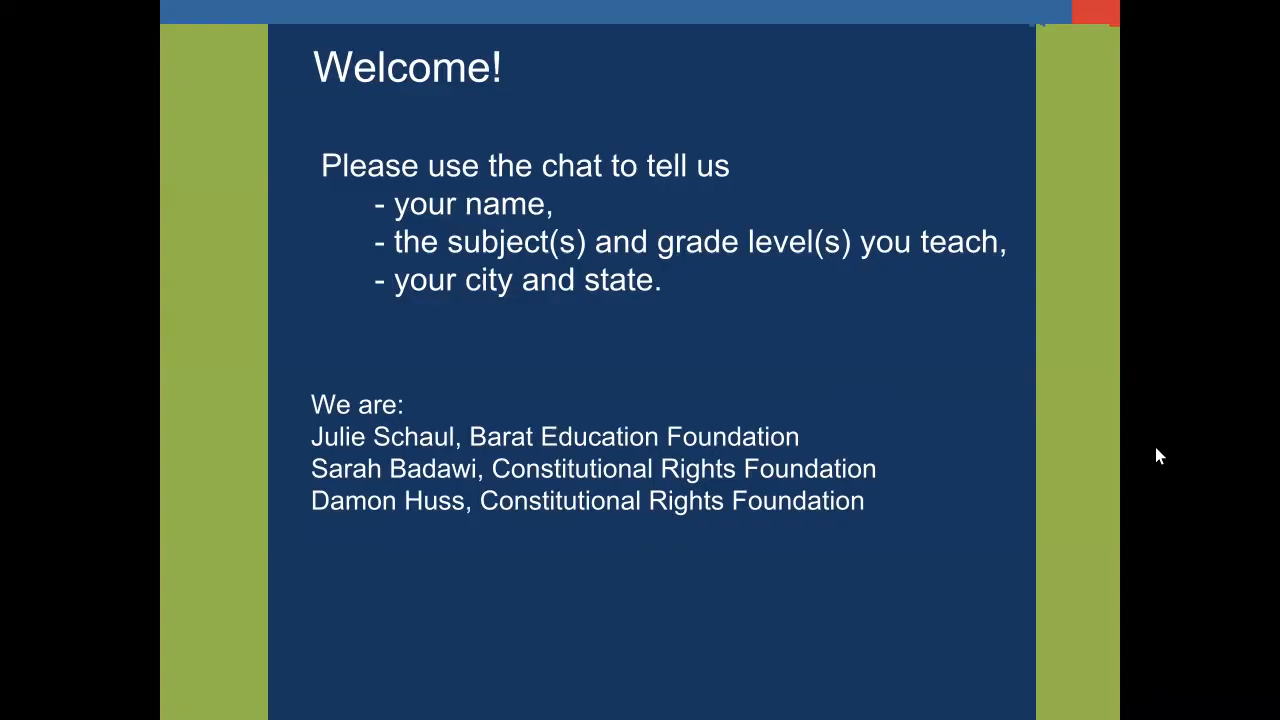 Welcome!
Please use the chat to tell us
- your name,
- the subject(s) and grade level(s) you teach,
- your city and state.
We are:
Julie Schaul, Barat Education Foundation
Sarah Badawi, Constitutional Rights Foundation
Damon Huss, Constitutional Rights Foundation